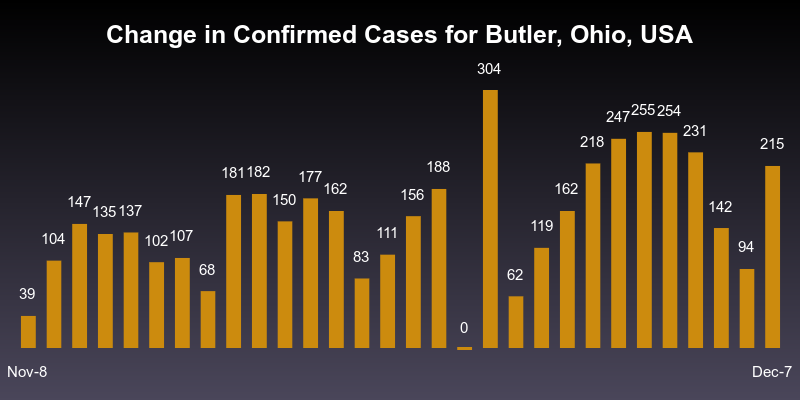 Change in Confirmed Cases for Butler, Ohio, USA
39 104 147 135 137 102 107 68 181 182 150 177 162 83 111 156 188 0 304 62 119 162 218 247 255 254 231 142 94 215
Nov-8 Dec-7